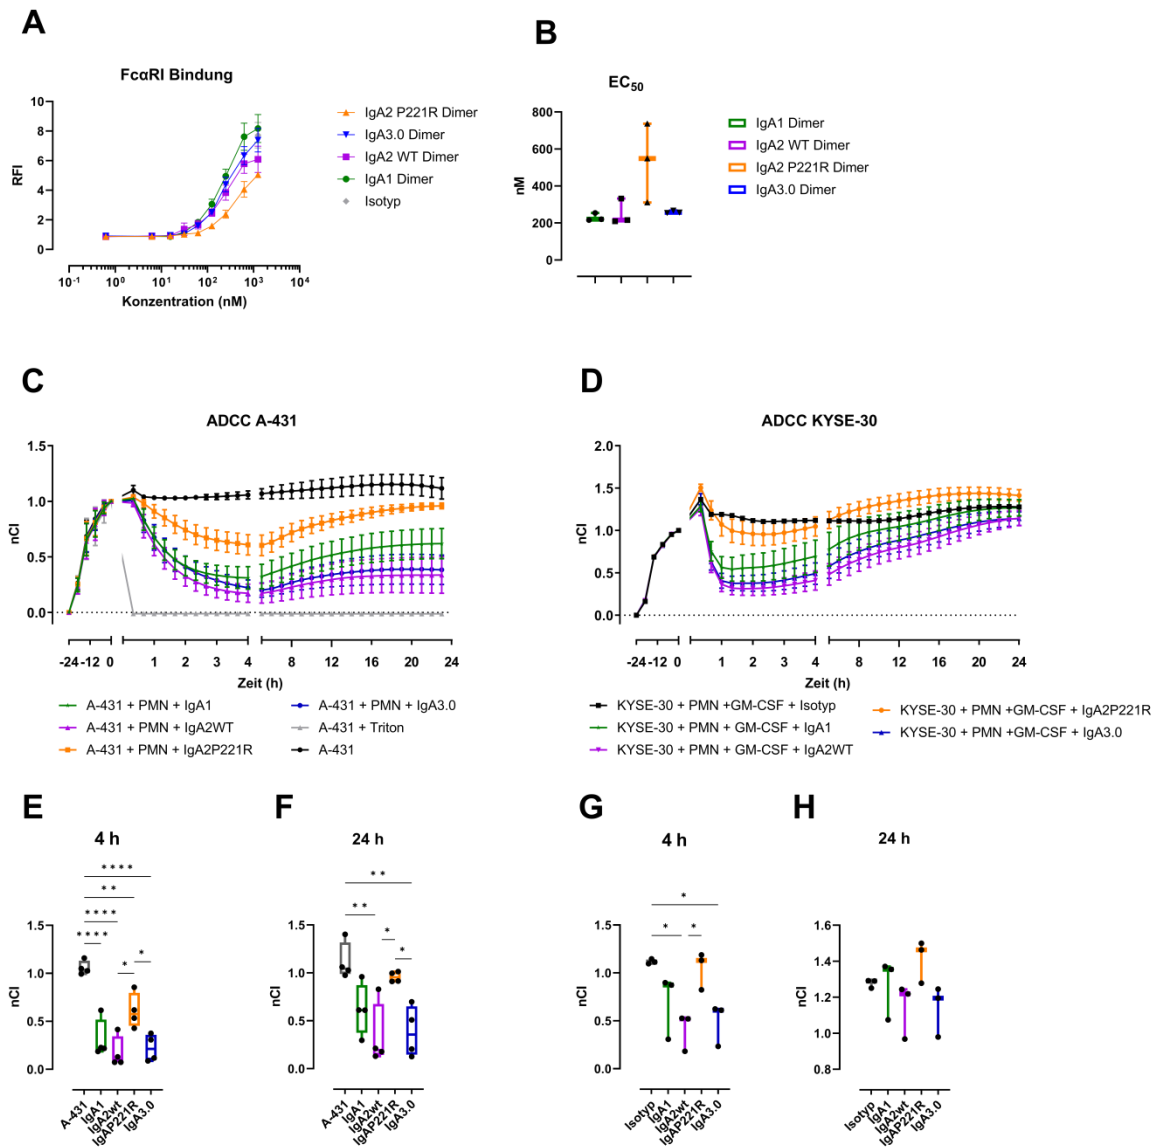 A
FcαRI Bindung
10
8
6
4
2
0
RFI
10⁻¹ 10⁰ 10¹ 10² 10³ 10⁴
Konzentration (nM)
IgA2 P221R Dimer
IgA3.0 Dimer
IgA2 WT Dimer
IgA1 Dimer
Isotyp
B
EC₅₀
800
600
400
200
0
nM
IgA1 Dimer
IgA2 WT Dimer
IgA2 P221R Dimer
IgA3.0 Dimer
C
ADCC A-431
1.5
1.0
0.5
0.0
nCI
-24 -12 0 1 2 3 4 8 12 16 20 24
Zeit (h)
A-431 + PMN + IgA1
A-431 + PMN + IgA2WT
A-431 + PMN + IgA2P221R
A-431 + PMN + IgA3.0
A-431 + Triton
A-431
D
ADCC KYSE-30
2.0
1.5
1.0
0.5
0.0
nCI
-24 -12 0 1 2 3 4 8 12 16 20 24
Zeit (h)
KYSE-30 + PMN +GM-CSF + Isotyp
KYSE-30 + PMN + GM-CSF + IgA1
KYSE-30 + PMN + GM-CSF + IgA2WT
KYSE-30 + PMN +GM-CSF + IgA2P221R
KYSE-30 + PMN +GM-CSF + IgA3.0
E
4 h
****
**
****
****
*
*
1.5
1.0
0.5
0.0
nCI
A-431 IgA1 IgA2wt IgAP221R IgA3.0
F
24 h
**
**
*
*
1.5
1.0
0.5
0.0
nCI
A-431 IgA1 IgA2wt IgAP221R IgA3.0
G
4 h
*
*
*
1.5
1.0
0.5
0.0
nCI
Isotyp IgA1 IgA2wt IgAP221R IgA3.0
H
24 h
1.6
1.4
1.2
1.0
0.8
nCI
Isotyp IgA1 IgA2wt IgAP221R IgA3.0